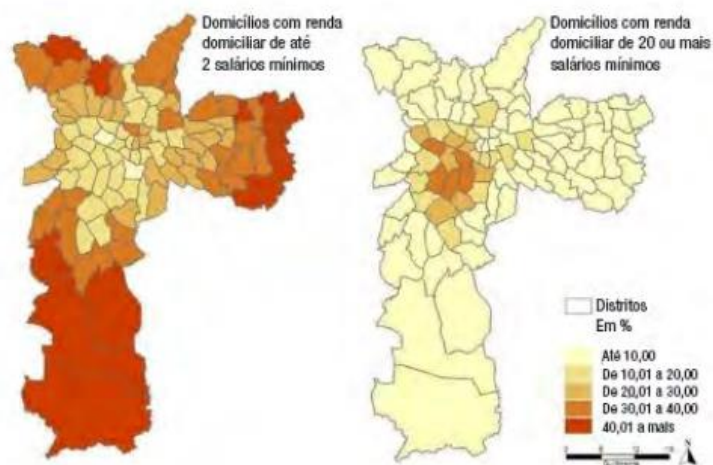 Domicílios com renda
domiciliar de até
2 salários mínimos
Domicílios com renda
domiciliar de 20 ou mais
salários mínimos
Distritos
Em %
Até 10,00
De 10,01 a 20,00
De 20,01 a 30,00
De 30,01 a 40,00
40,01 a mais
N